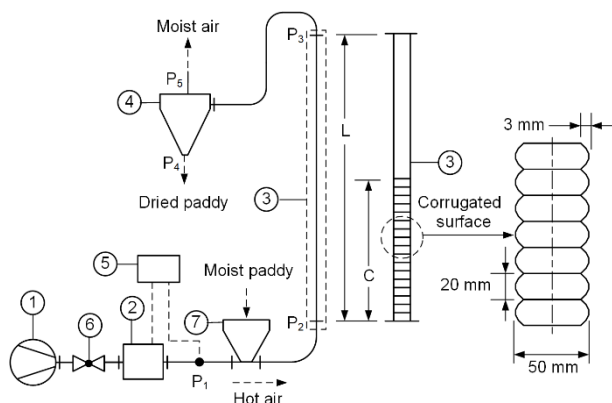 Moist air
P5
4
P4
Dried paddy
5
Moist paddy
1
6
2
7
P1
Hot air
P3
3
P2
L
C
3
Corrugated
surface
3 mm
20 mm
50 mm